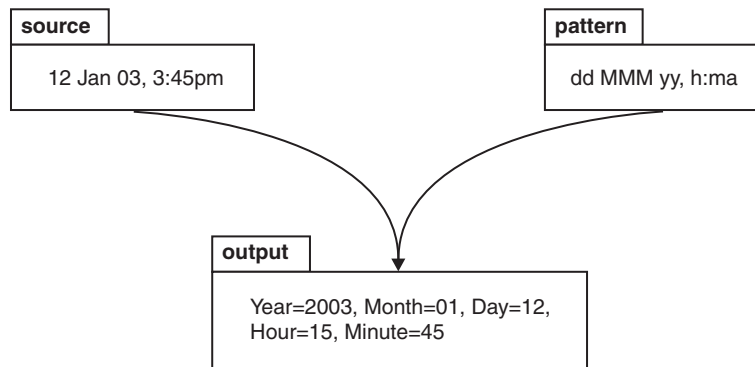 source
12 Jan 03, 3:45pm
pattern
dd MMM yy, h:ma
output
Year=2003, Month=01, Day=12,
Hour=15, Minute=45